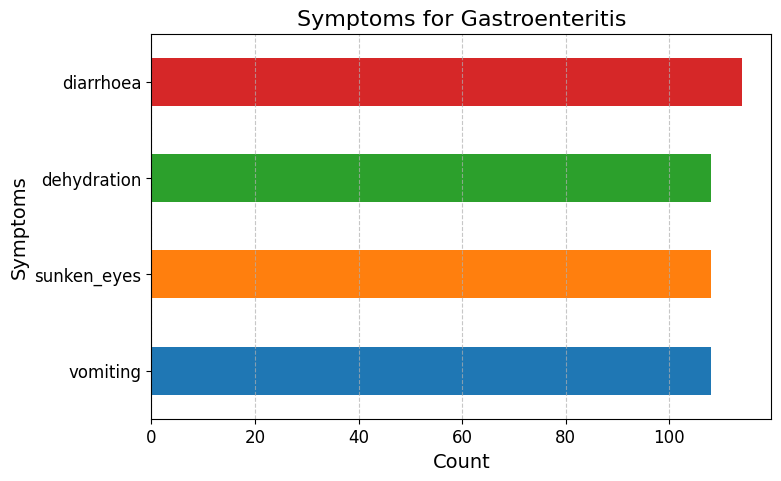 Symptoms for Gastroenteritis
Symptoms
diarrhoea
dehydration
sunken_eyes
vomiting
0 20 40 60 80 100
Count